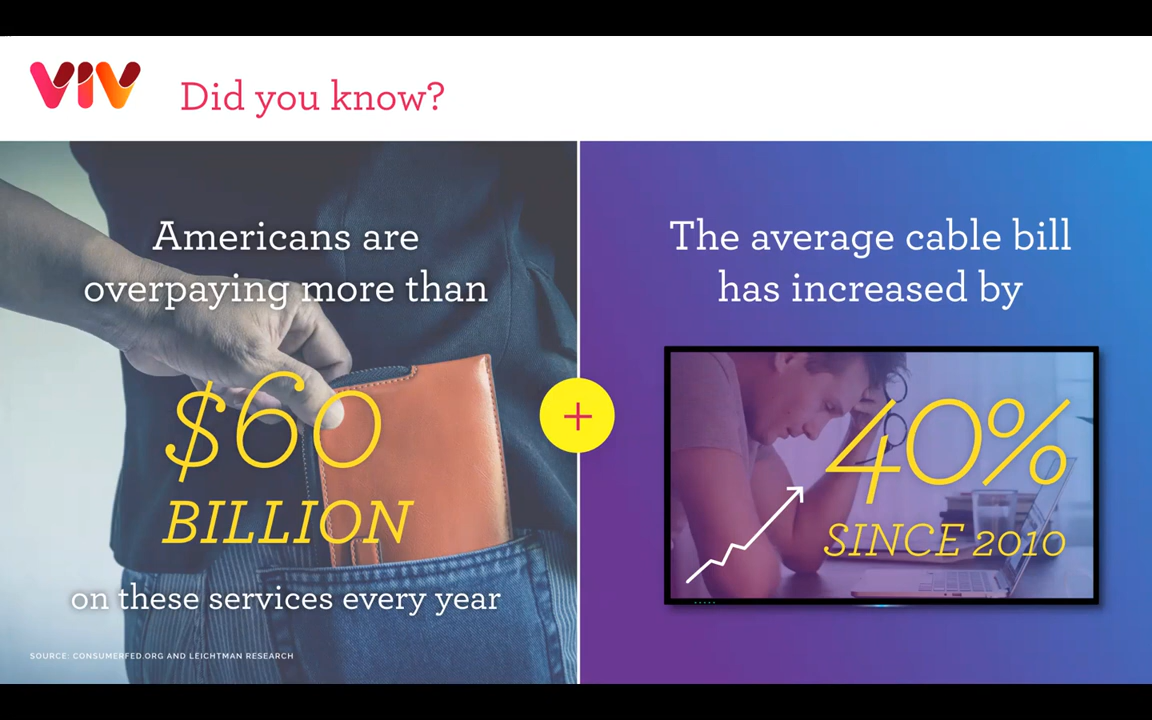 VIV
Did you know?
Americans are
overpaying more than
$60
BILLION
on these services every year
SOURCE: CONSUMERFED.ORG AND LEICHTMAN RESEARCH
+
The average cable bill
has increased by
40%
SINCE 2010